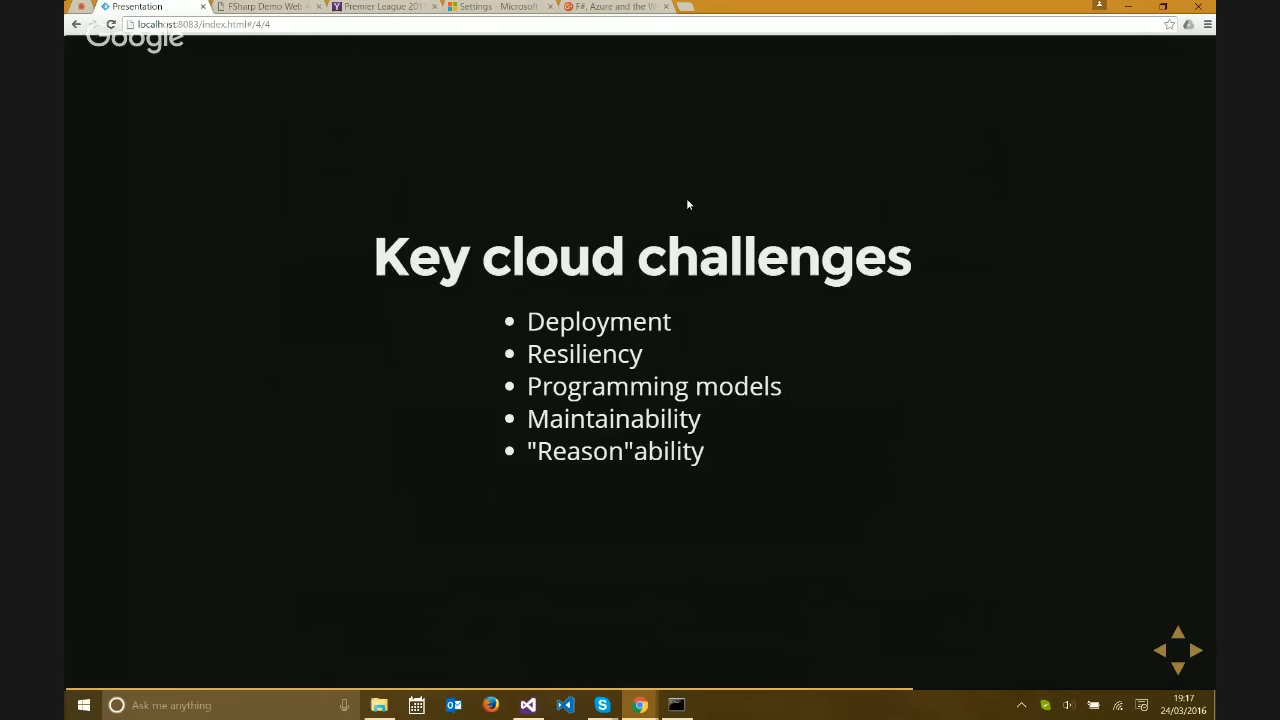 Presentation
FSharp Demo Web
Premier League 201
Settings - Microsoft
F#, Azure and the W
localhost:8083/index.html#/4/4
Google
Key cloud challenges
Deployment
Resiliency
Programming models
Maintainability
"Reason"ability
Ask me anything
19:17
24/03/2016